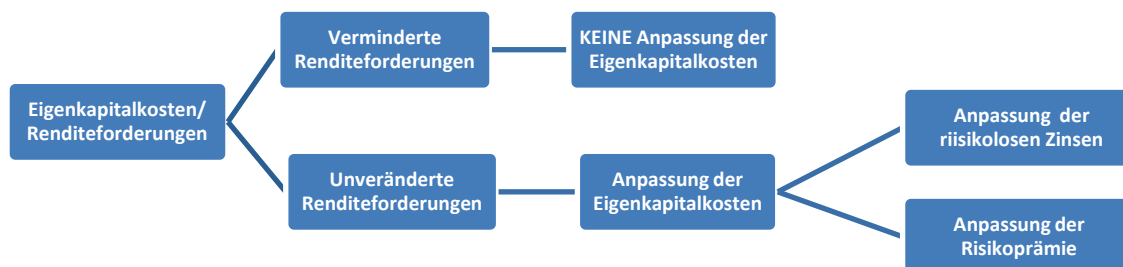 Verminderte
Renditeforderungen
KEINE Anpassung der
Eigenkapitalkosten
Eigenkapitalkosten/
Renditeforderungen
Anpassung der
riisikolosen Zinsen
Unveränderte
Renditeforderungen
Anpassung der
Eigenkapitalkosten
Anpassung der
Risikoprämie